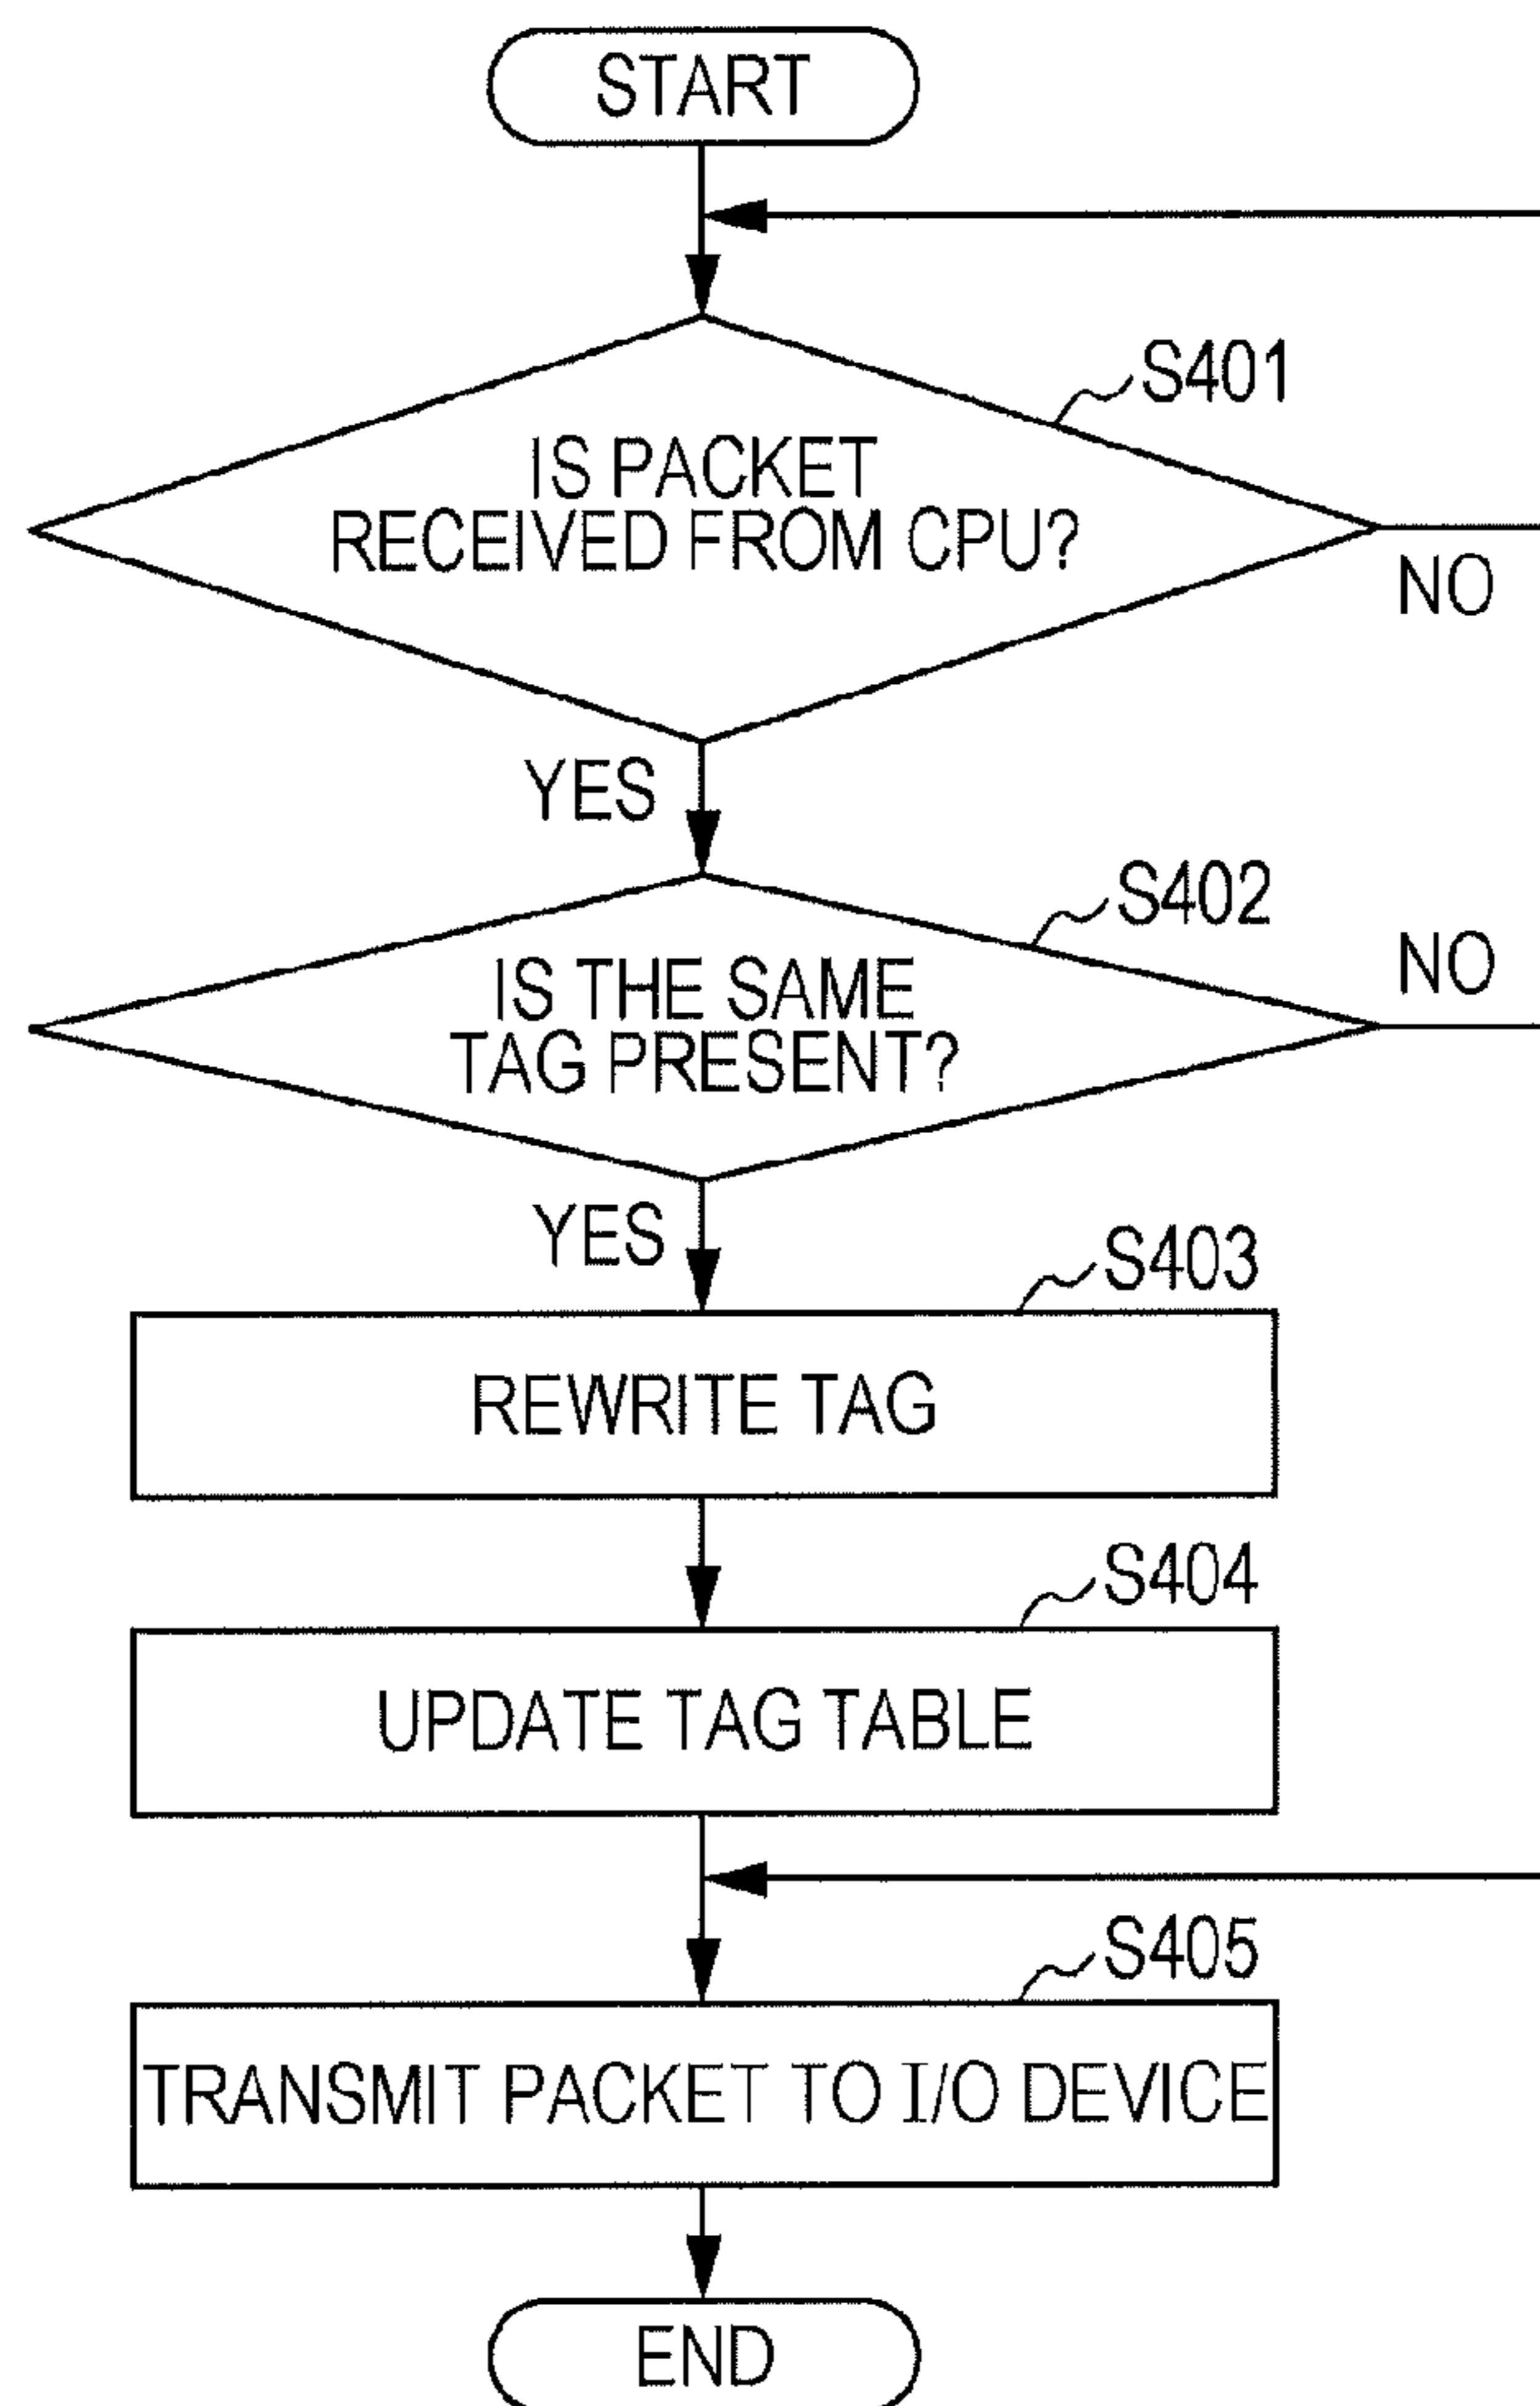 START
S401
IS PACKET
RECEIVED FROM CPU?
NO
YES
S402
IS THE SAME
TAG PRESENT?
NO
YES
S403
REWRITE TAG
S404
UPDATE TAG TABLE
S405
TRANSMIT PACKET TO I/O DEVICE
END